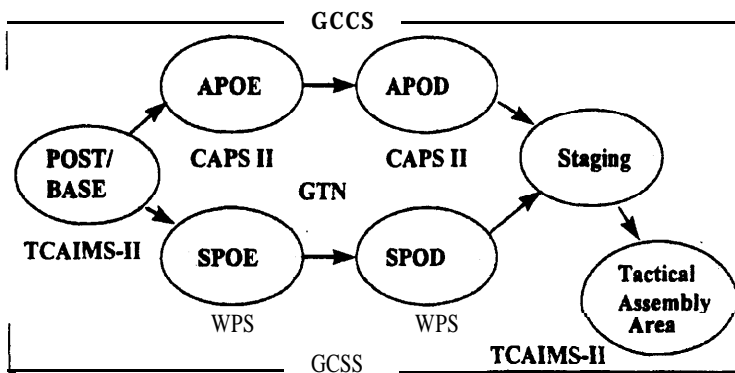 GCCS
APOE
APOD
POST/
BASE
CAPS II
CAPS II
Staging
GTN
TCAIMS-II
SPOE
SPOD
Tactical
Assembly
Area
WPS
WPS
TCAIMS-II
GCSS